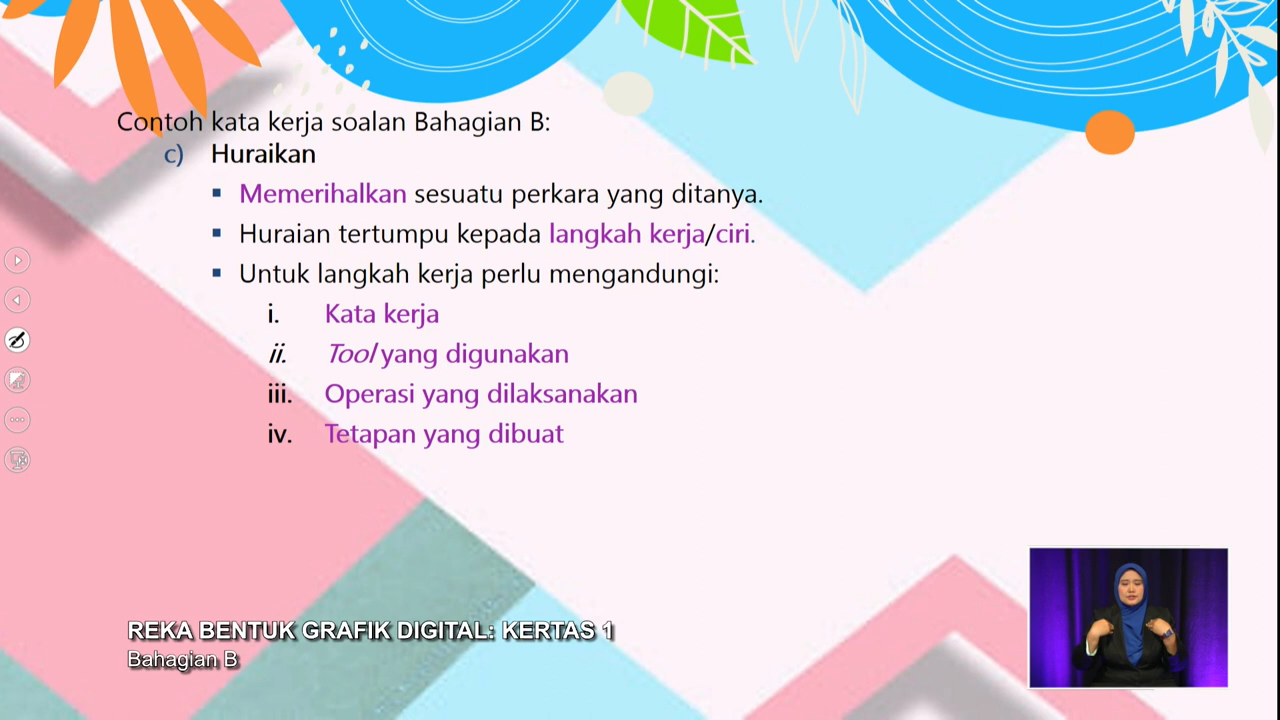 Contoh kata kerja soalan Bahagian B:
c) Huraikan
▪ Memerihalkan sesuatu perkara yang ditanya.
▪ Huraian tertumpu kepada langkah kerja/ciri.
▪ Untuk langkah kerja perlu mengandungi:
i. Kata kerja
ii. Tool yang digunakan
iii. Operasi yang dilaksanakan
iv. Tetapan yang dibuat
REKA BENTUK GRAFIK DIGITAL: KERTAS 1
Bahagian B